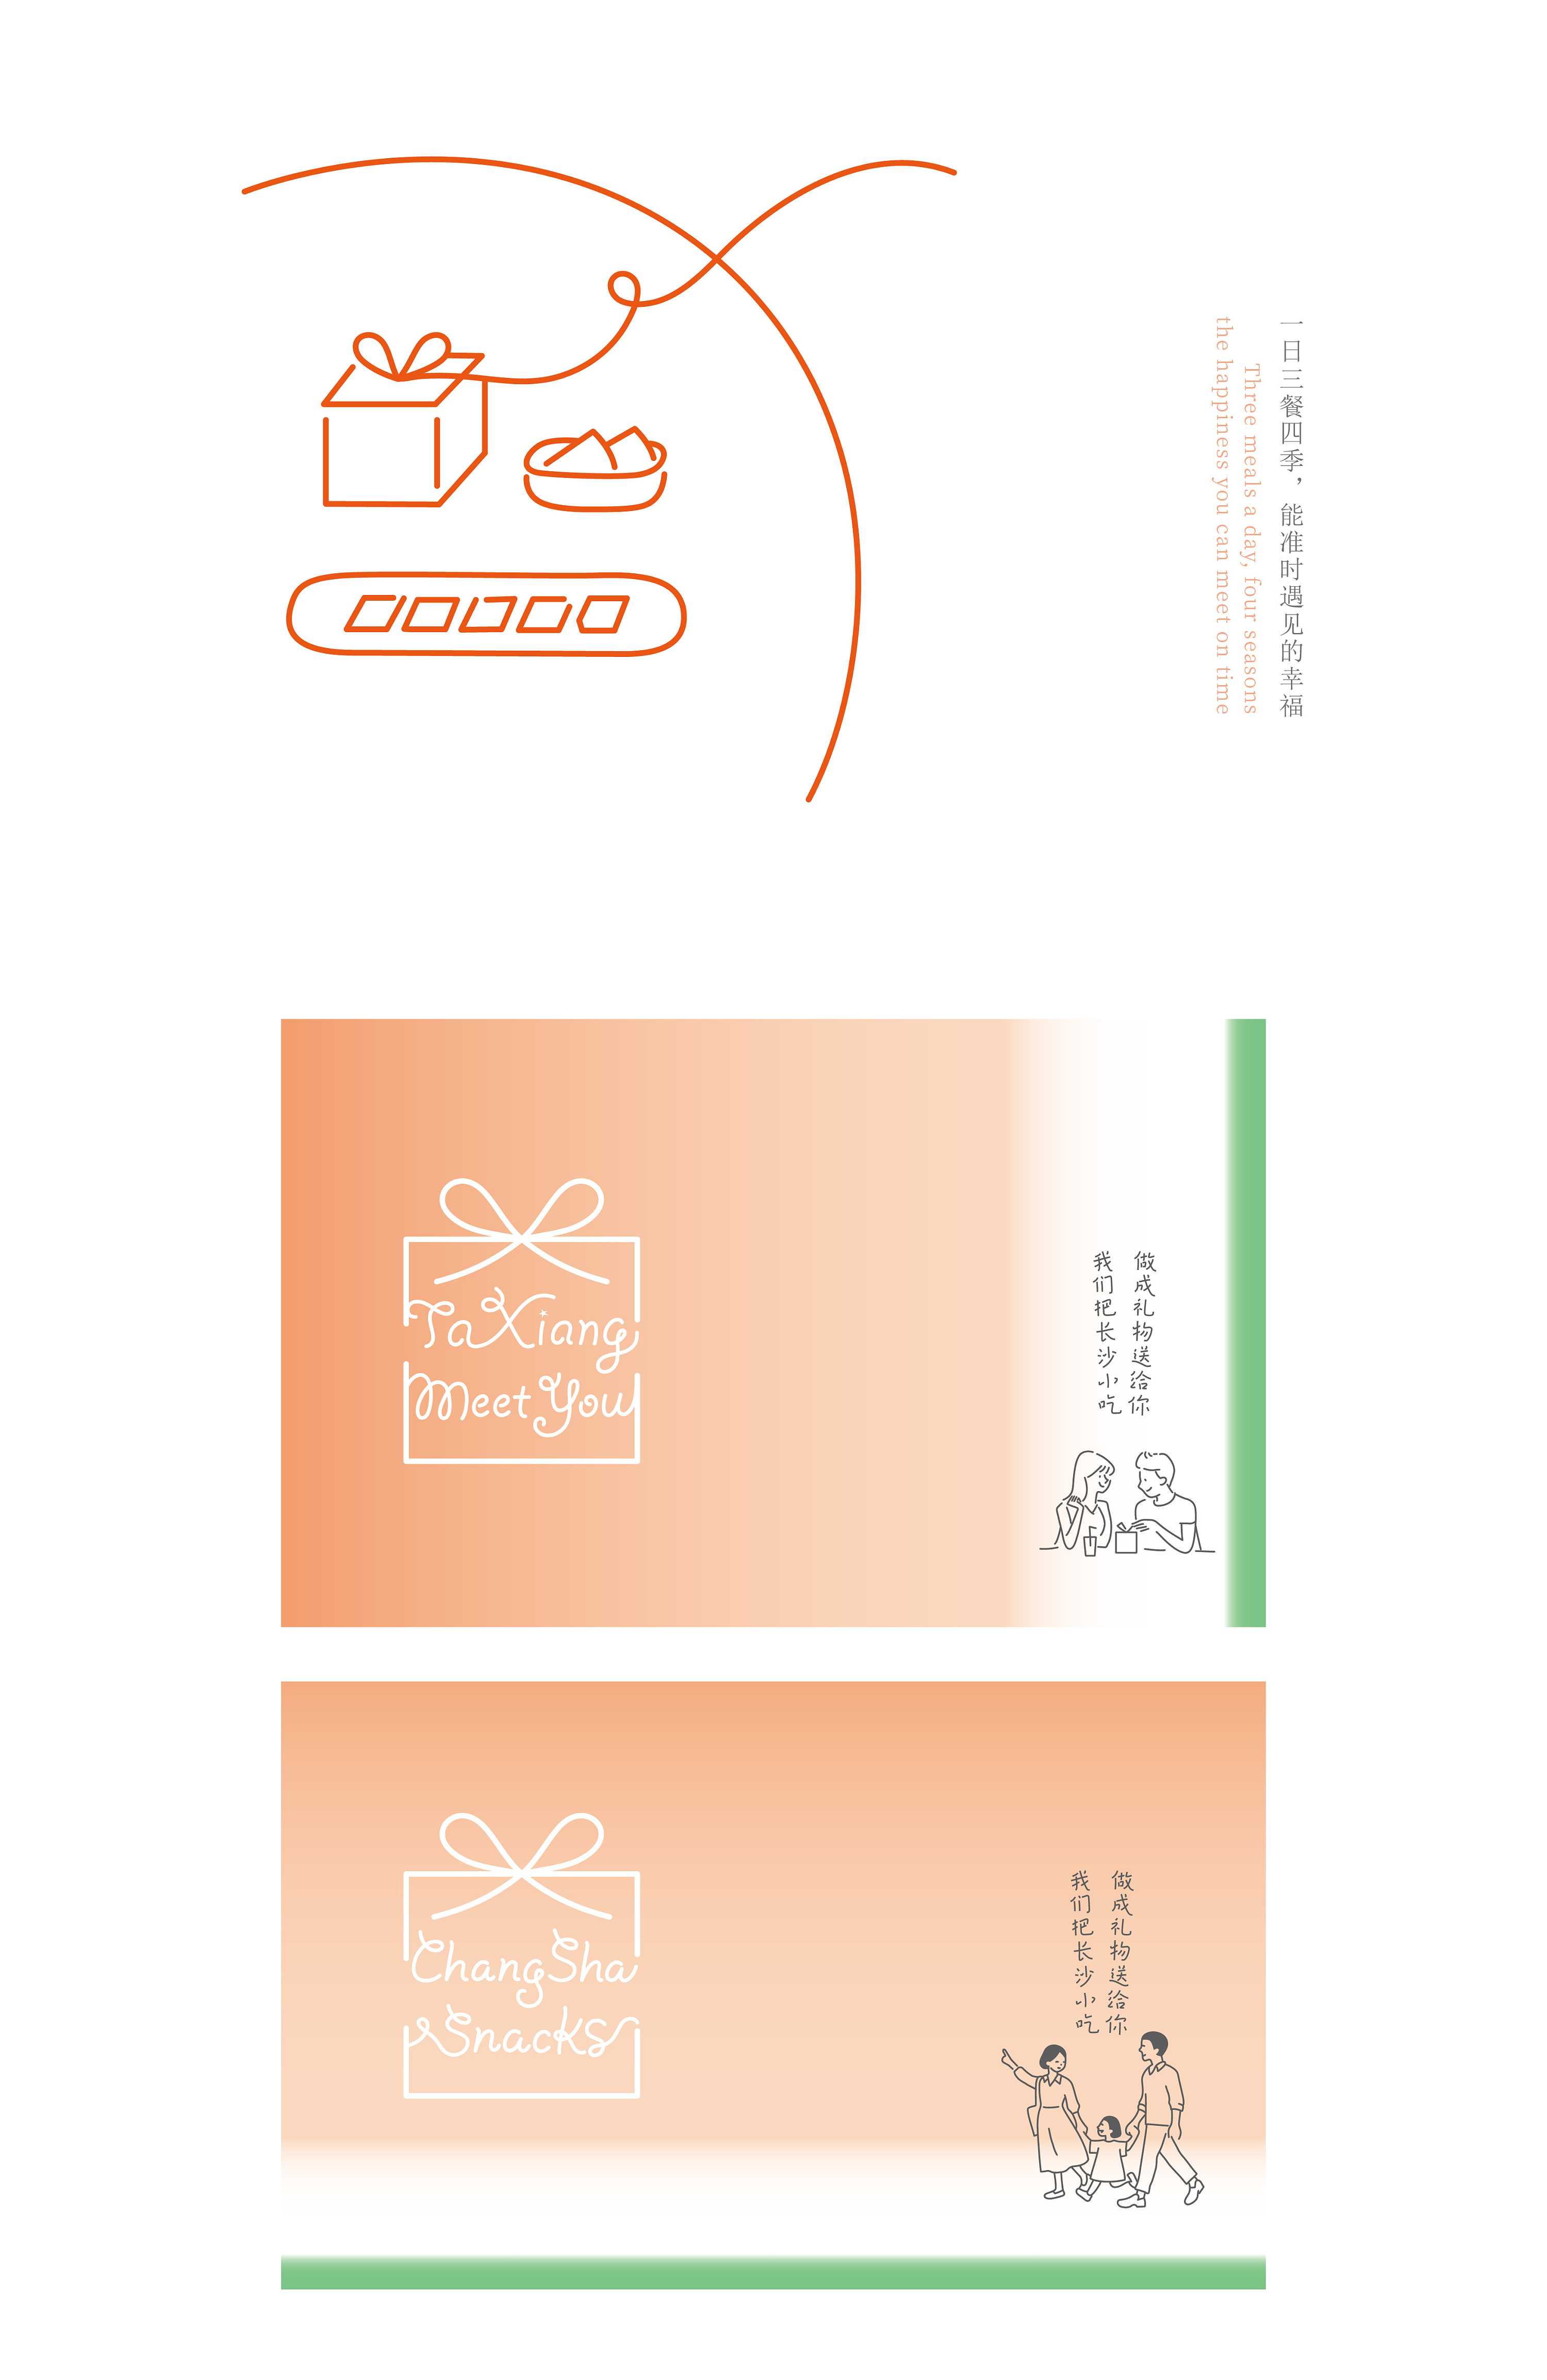 一日三餐四季，能准时遇见的幸福
Three meals a day, four seasons
the happiness you can meet on time
TaXiang
Meet You
我们把长沙小吃
做成礼物送给你
ChangSha
Snacks
我们把长沙小吃
做成礼物送给你